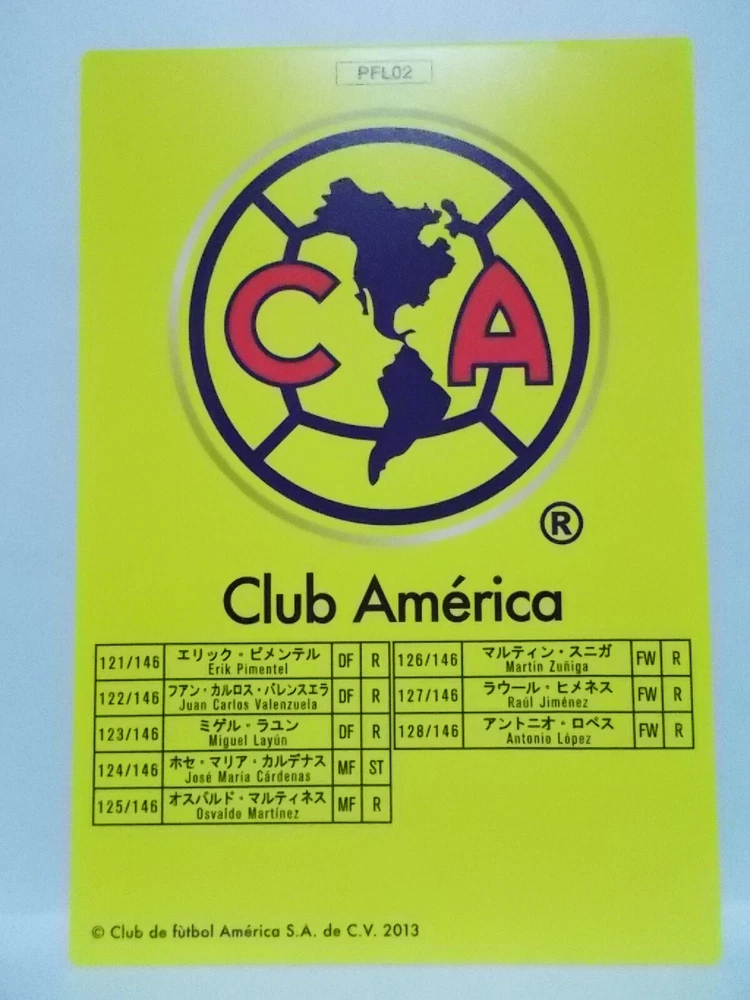 PFL02
C A
®
Club América
121/146 エリック・ピメンテル DF R
Erik Pimentel
122/146 フアン・カルロス・バレンスエラ DF R
Juan Carlos Valenzuela
123/146 ミゲル・ラユン DF R
Miguel Layún
124/146 ホセ・マリア・カルデナス MF ST
José María Cárdenas
125/146 オスバルド・マルティネス MF R
Osvaldo Martínez
126/146 マルティン・スニガ FW R
Martín Zuñiga
127/146 ラウール・ヒメネス FW R
Raúl Jiménez
128/146 アントニオ・ロペス FW R
Antonio López
© Club de fùtbol América S.A. de C.V. 2013